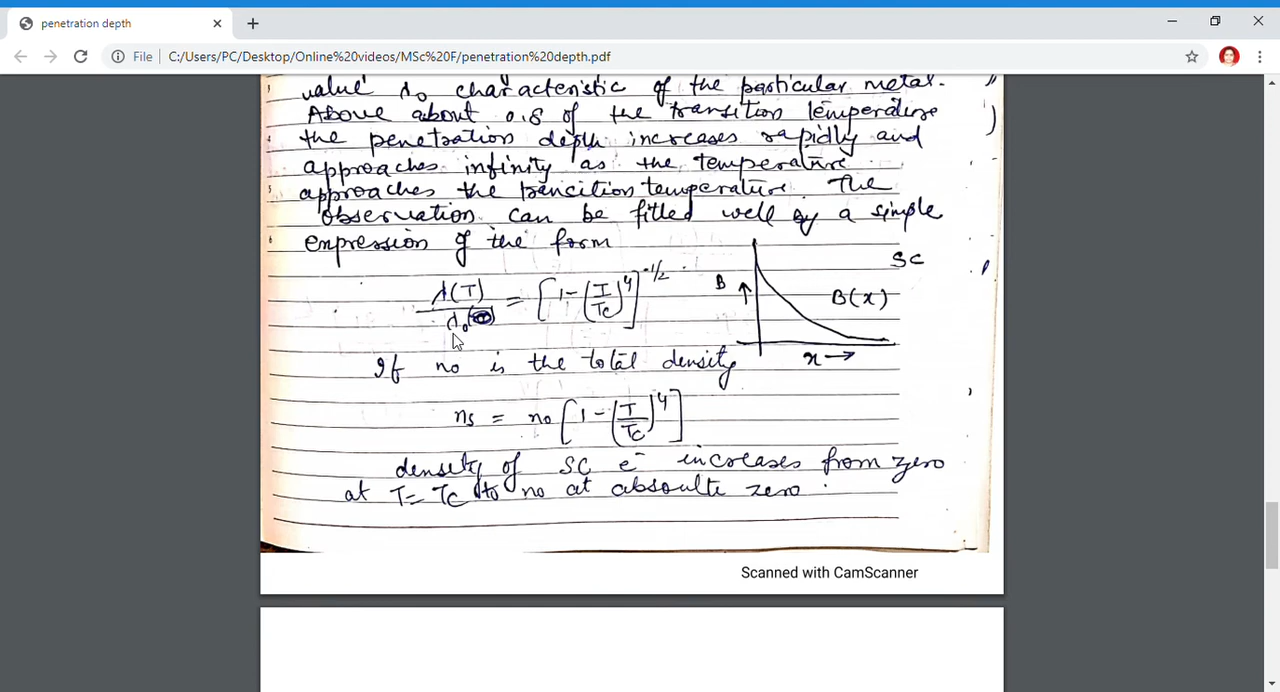 penetration depth
File C:/Users/PC/Desktop/Online%20videos/MSc%20F/penetration%20depth.pdf
value λ0 characteristic of the particular metal.
Above about 0.8 of the transition temperature
the penetration depth increases rapidly and
approaches infinity as the temperature
approaches the trancition temperature. The
observation can be fitted well by a simple
expression of the form
SC
λ(T)/λ0 = [1-(T/Tc)^4]^-1/2
B
B(x)
x →
If no is the total density
ns = no [1-(T/Tc)^4]
density of SC e- increases from zero
at T= Tc to no at absoulte zero.
Scanned with CamScanner